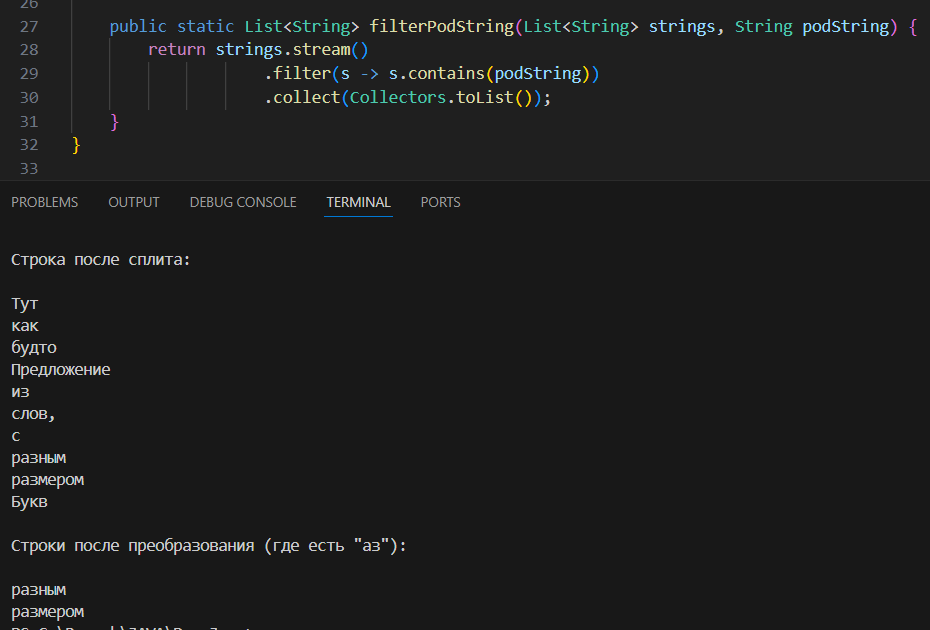 26
27 public static List<String> filterPodString(List<String> strings, String podString) {
28 return strings.stream()
29 .filter(s -> s.contains(podString))
30 .collect(Collectors.toList());
31 }
32 }
33
PROBLEMS OUTPUT DEBUG CONSOLE TERMINAL PORTS
Строка после сплита:
Тут
как
будто
Предложение
из
слов,
с
разным
размером
Букв
Строки после преобразования (где есть "аз"):
разным
размером